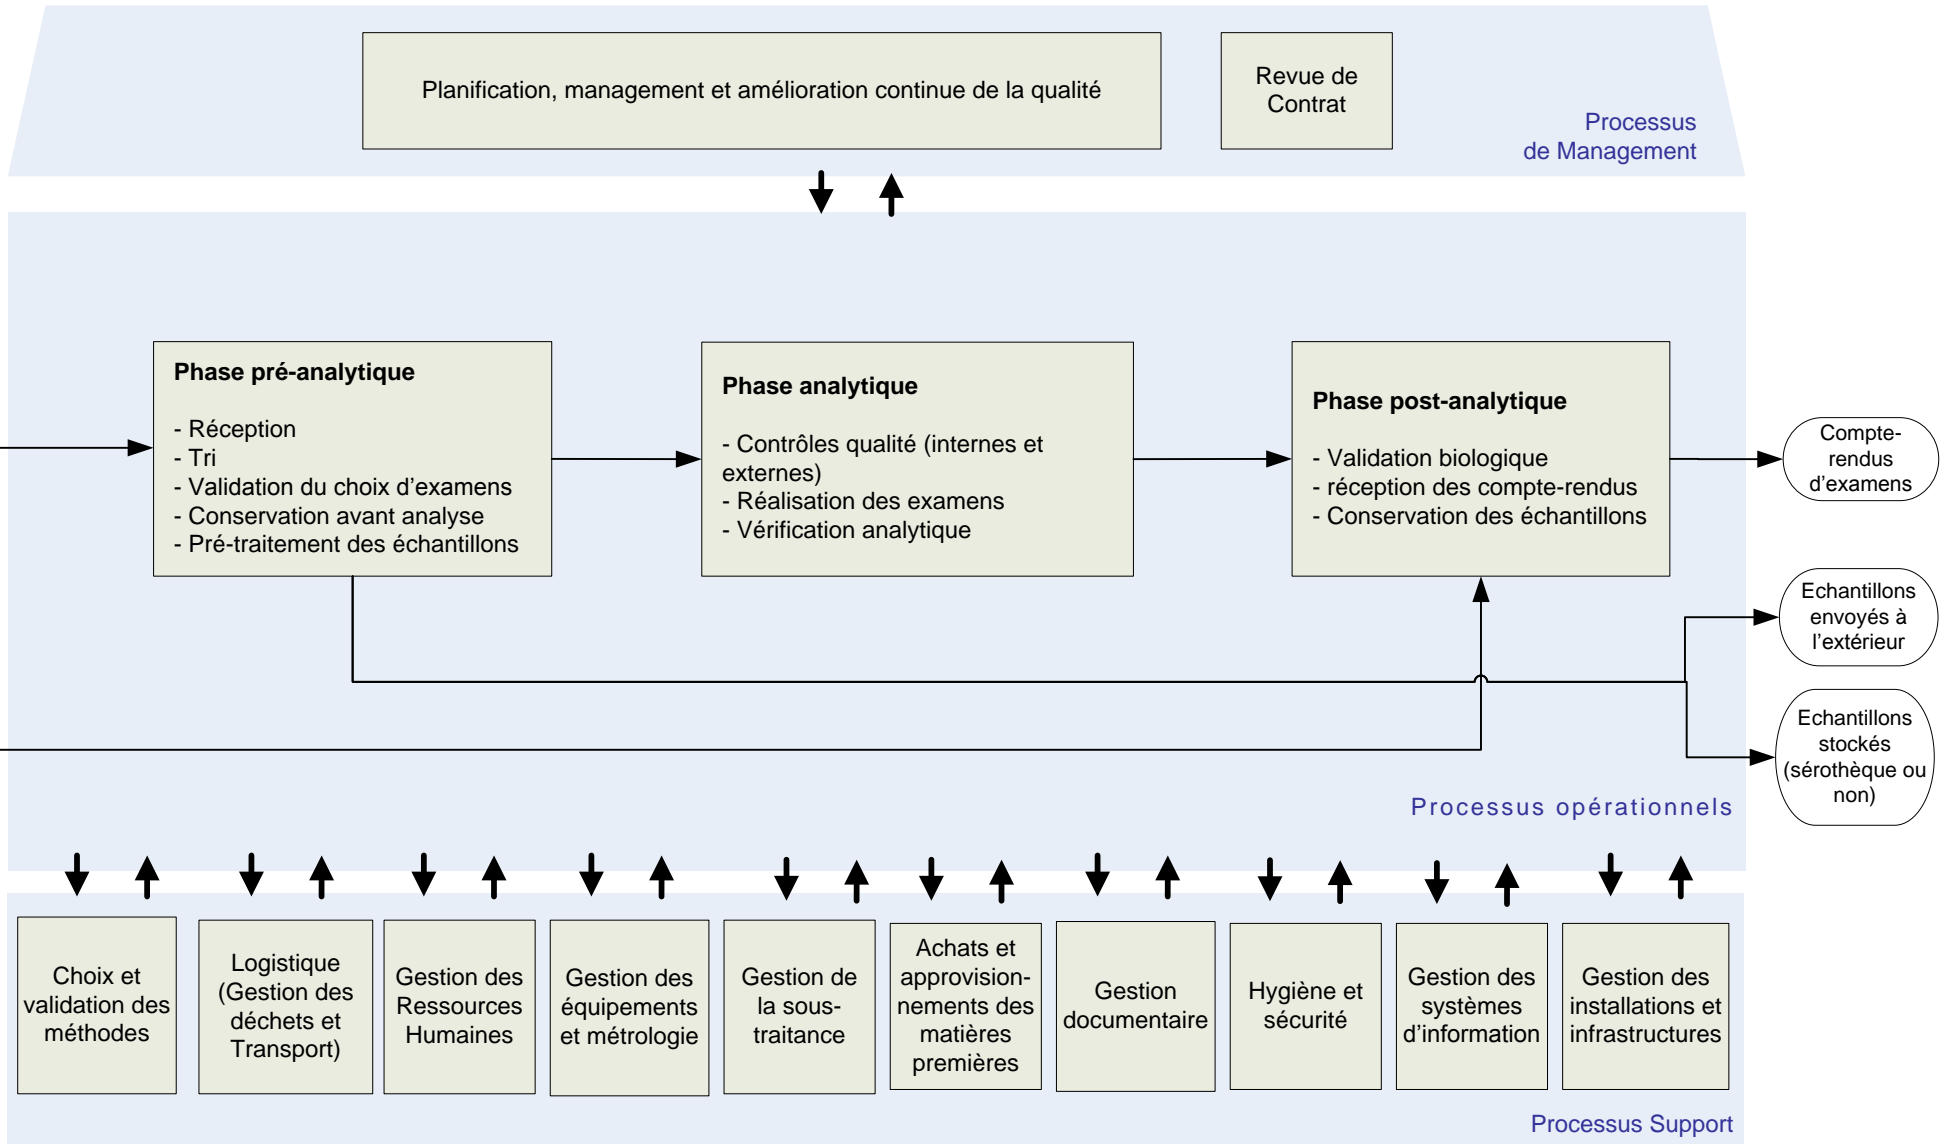 Planification, management et amélioration continue de la qualité
Revue de
Contrat
Processus
de Management
Phase pré-analytique
- Réception
- Tri
- Validation du choix d’examens
- Conservation avant analyse
- Pré-traitement des échantillons
Phase analytique
- Contrôles qualité (internes et
externes)
- Réalisation des examens
- Vérification analytique
Phase post-analytique
- Validation biologique
- réception des compte-rendus
- Conservation des échantillons
Compte-
rendus
d’examens
Echantillons
envoyés à
l’extérieur
Echantillons
stockés
(sérothèque ou
non)
Processus opérationnels
Choix et
validation des
méthodes
Logistique
(Gestion des
déchets et
Transport)
Gestion des
Ressources
Humaines
Gestion des
équipements
et métrologie
Gestion de
la sous-
traitance
Achats et
approvision-
nements des
matières
premières
Gestion
documentaire
Hygiène et
sécurité
Gestion des
systèmes
d’information
Gestion des
installations et
infrastructures
Processus Support